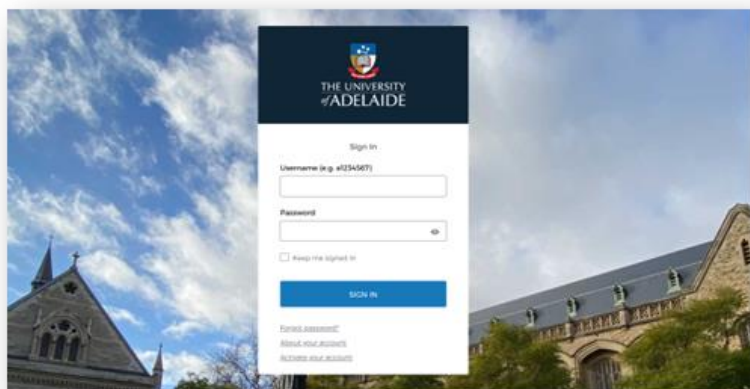 THE UNIVERSITY
of ADELAIDE
Sign In
Username (e.g. a1234567)
Password
Keep me signed in
SIGN IN
Forgot password?
About your account
Activate your account